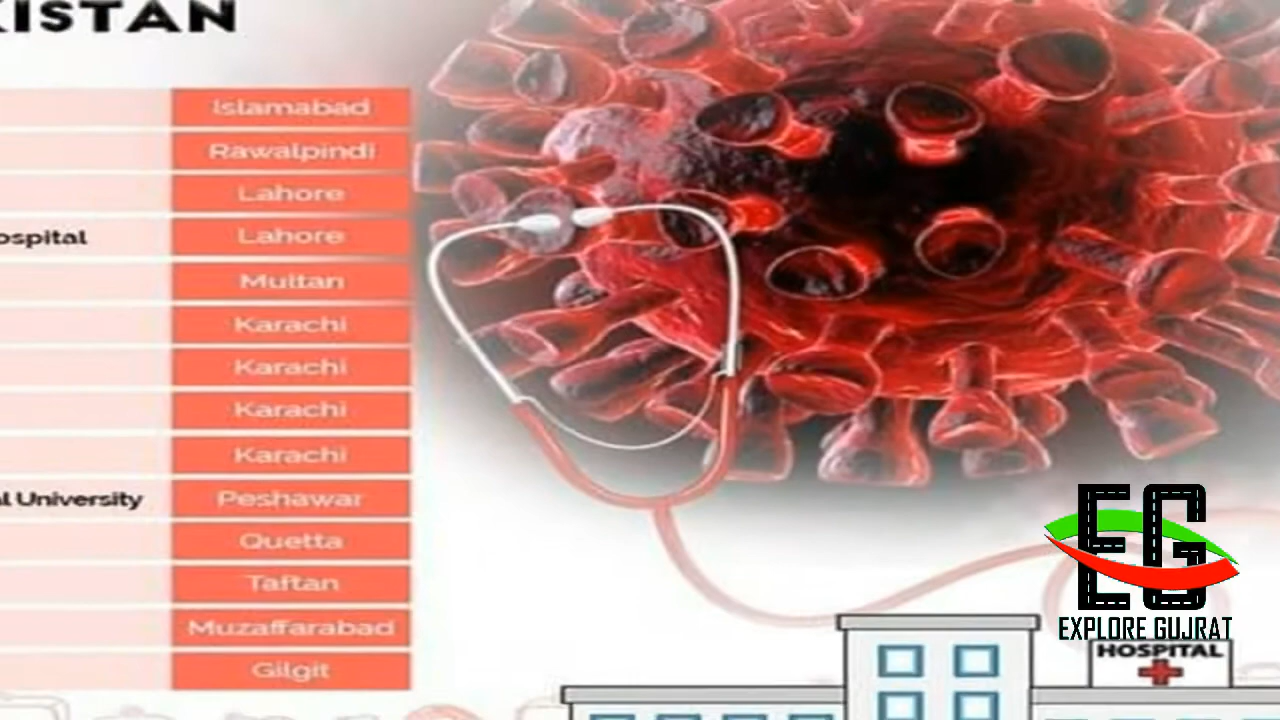 KISTAN
Islamabad
Rawalpindi
Lahore
ospital Lahore
Multan
Karachi
Karachi
Karachi
Karachi
al University Peshawar
Quetta
Taftan
Muzaffarabad
Gilgit
EG
EXPLORE GUJRAT
HOSPITAL